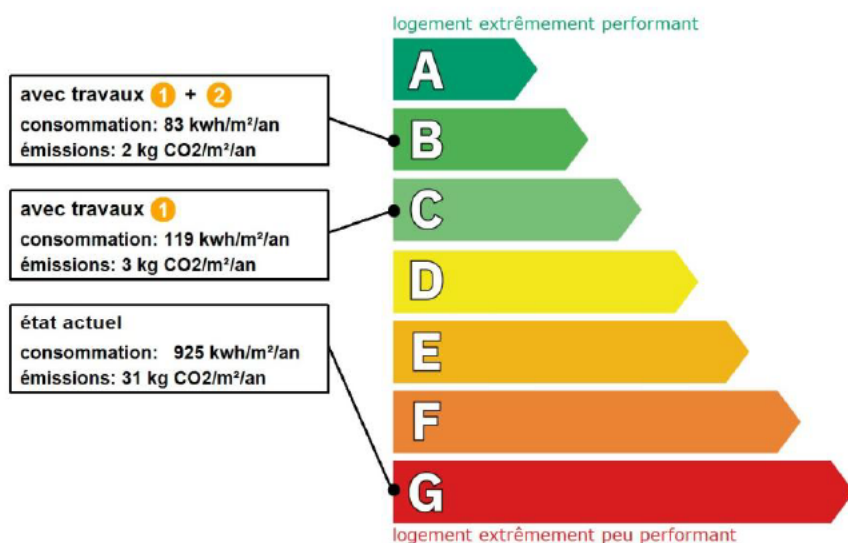 logement extrêmement performant
A
avec travaux 1 + 2
consommation: 83 kwh/m²/an
émissions: 2 kg CO2/m²/an
B
avec travaux 1
consommation: 119 kwh/m²/an
émissions: 3 kg CO2/m²/an
C
D
état actuel
consommation: 925 kwh/m²/an
émissions: 31 kg CO2/m²/an
E
F
G
logement extrêmement peu performant